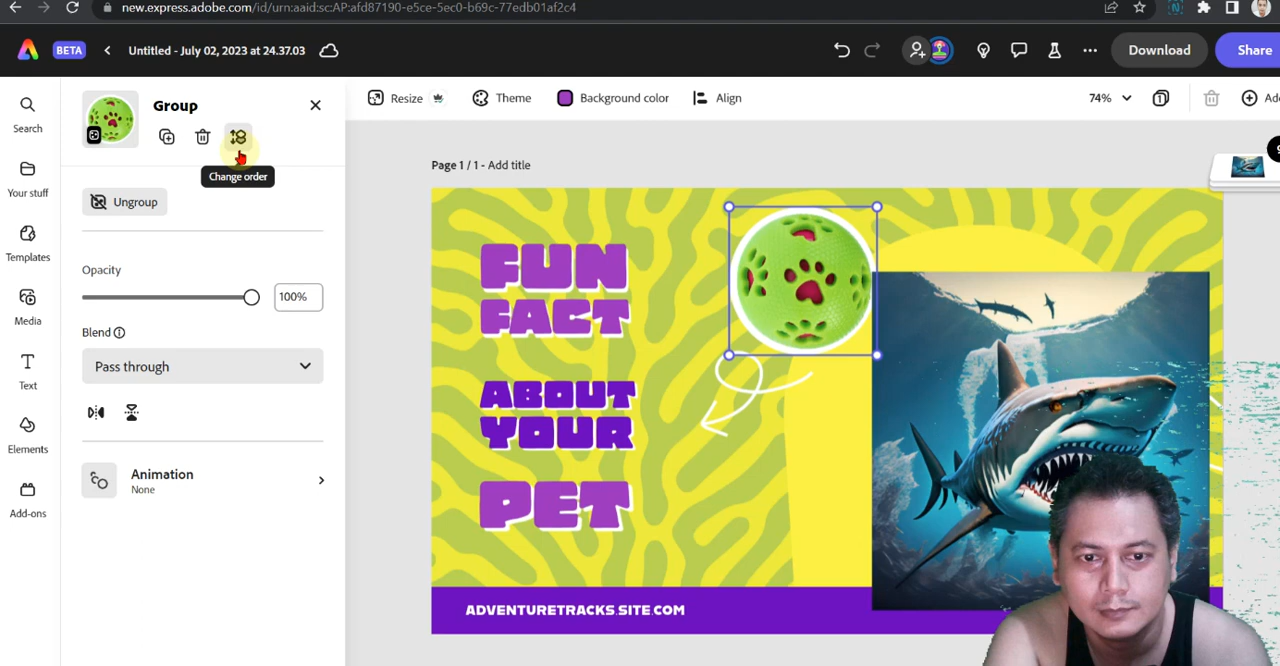 new.express.adobe.com/id/urn:aaid:sc:AP:afd87190-e5ce-5ec0-b69c-77edb01af2c4
BETA
Untitled - July 02, 2023 at 24.37.03
Download
Share
Search
Your stuff
Templates
Media
Text
Elements
Add-ons
Group
Change order
Ungroup
Opacity
100%
Blend
Pass through
Animation
None
Resize
Theme
Background color
Align
74%
1
Page 1 / 1 - Add title
FUN
FACT
ABOUT
YOUR
PET
ADVENTURETRACKS.SITE.COM